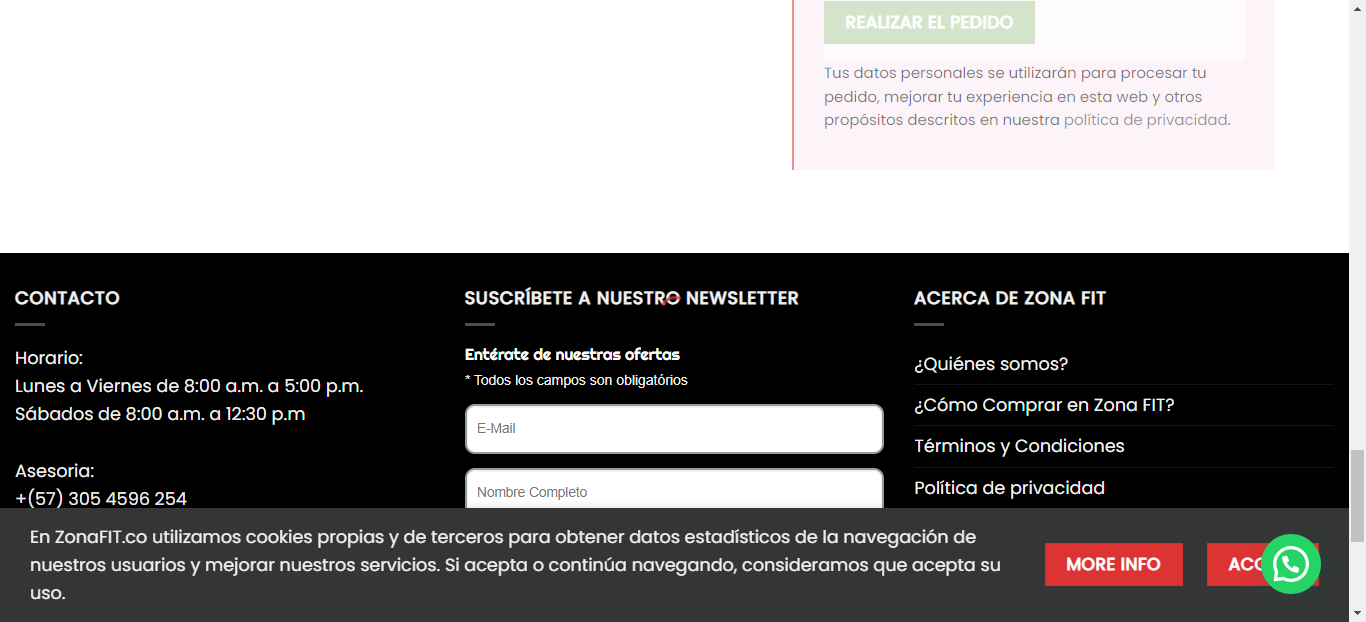 REALIZAR EL PEDIDO
Tus datos personales se utilizarán para procesar tu
pedido, mejorar tu experiencia en esta web y otros
propósitos descritos en nuestra política de privacidad.
CONTACTO
Horario:
Lunes a Viernes de 8:00 a.m. a 5:00 p.m.
Sábados de 8:00 a.m. a 12:30 p.m
Asesoria:
+(57) 305 4596 254
SUSCRÍBETE A NUESTRO NEWSLETTER
Entérate de nuestras ofertas
* Todos los campos son obligatórios
E-Mail
Nombre Completo
ACERCA DE ZONA FIT
¿Quiénes somos?
¿Cómo Comprar en Zona FIT?
Términos y Condiciones
Política de privacidad
En ZonaFIT.co utilizamos cookies propias y de terceros para obtener datos estadísticos de la navegación de
nuestros usuarios y mejorar nuestros servicios. Si acepta o continúa navegando, consideramos que acepta su
uso.
MORE INFO